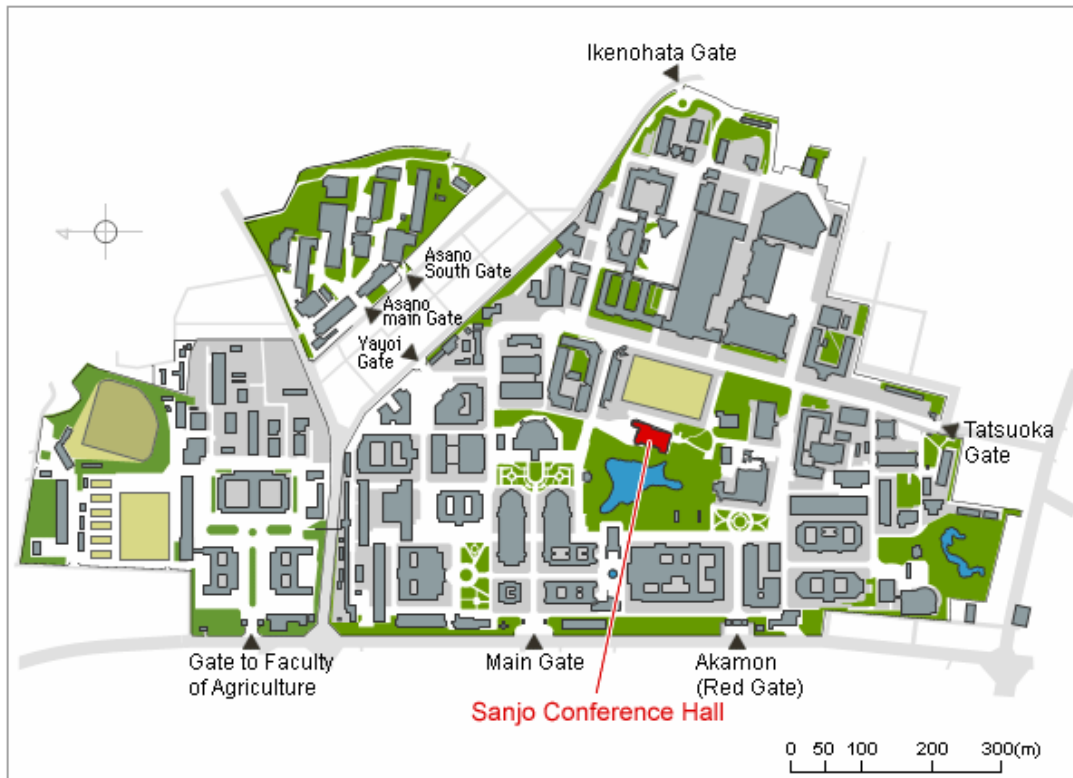 Ikenohata Gate
Asano
South Gate
Asano
main Gate
Yayoi
Gate
Tatsuoka
Gate
Gate to Faculty
of Agriculture
Main Gate
Akamon
(Red Gate)
Sanjo Conference Hall
0 50 100 200 300(m)